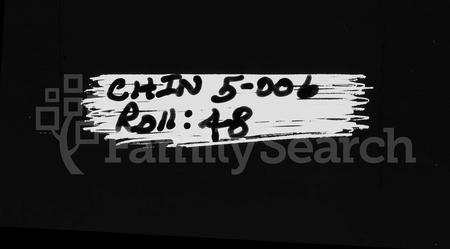 CHIN 5-006
Roll: 48
FamilySearch